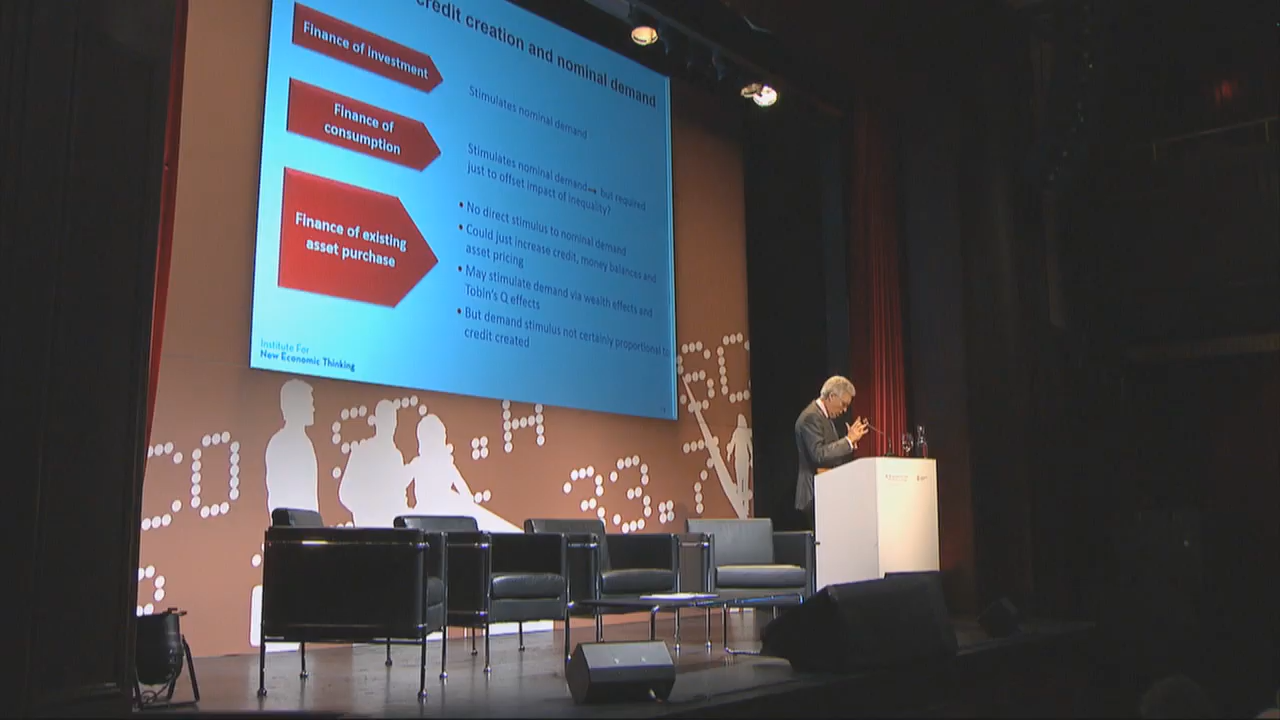 credit creation and nominal demand
Finance of investment
Stimulates nominal demand
Finance of
consumption
Stimulates nominal demand → but required
just to offset impact of inequality?
Finance of existing
asset purchase
• No direct stimulus to nominal demand
• Could just increase credit, money balances and
asset pricing
• May stimulate demand via wealth effects and
Tobin's Q effects
• But demand stimulus not certainly proportional to
credit created
Institute For
New Economic Thinking